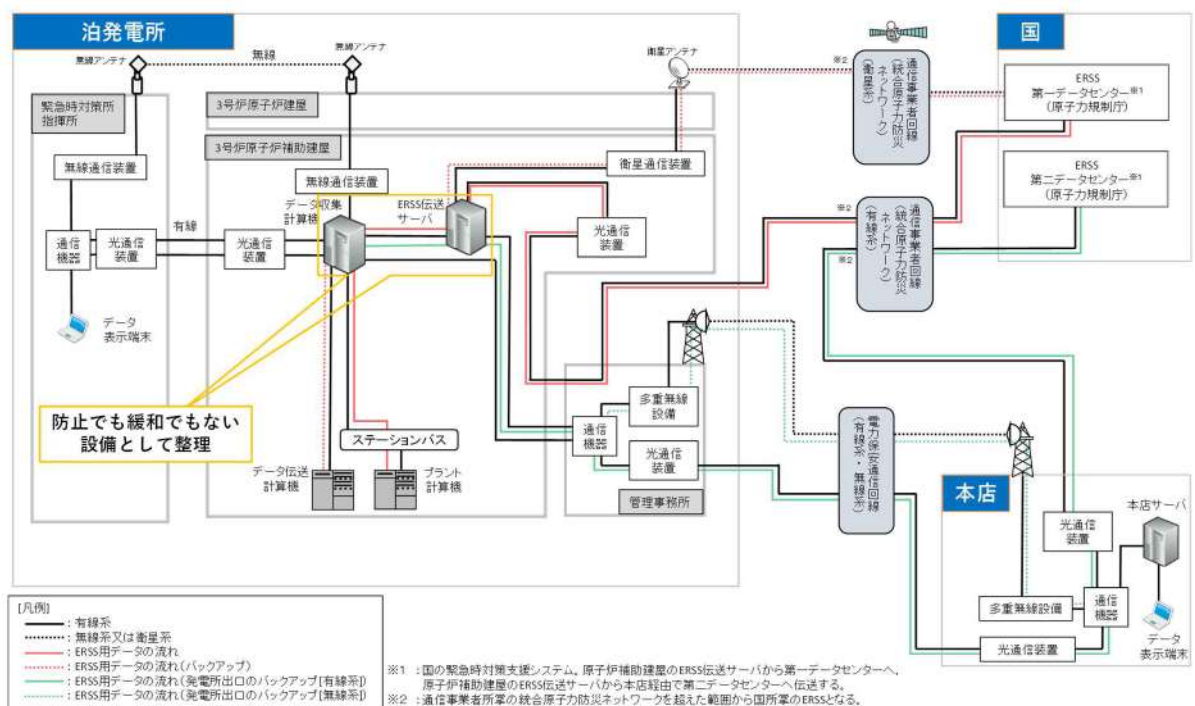 泊発電所
無線アンテナ
無線
無線アンテナ
衛星アンテナ
緊急時対策所
指揮所
3号炉原子炉建屋
3号炉原子炉補助建屋
無線通信装置
無線通信装置
衛星通信装置
データ収集
計算機
ERSS伝送
サーバ
有線
通信
機器
光通信
装置
光通信
装置
光通信
装置
データ
表示端末
防止でも緩和でもない
設備として整理
ステーションバス
データ伝送
計算機
プラント
計算機
多重無線
設備
通信
機器
光通信
装置
管理事務所
※2
通信事業者回線
(統合原子力防災
ネットワーク)
(衛星系)
※2
通信事業者回線
(統合原子力防災
ネットワーク)
(有線系)
※2
電力保安通信回線
(有線系・無線系)
国
ERSS
第一データセンター※1
(原子力規制庁)
ERSS
第二データセンター※1
(原子力規制庁)
本店
本店サーバ
光通信
装置
多重無線設備
通信
機器
光通信装置
データ
表示端末
[凡例]
:有線系
:無線系又は衛星系
:ERSS用データの流れ
:ERSS用データの流れ(バックアップ)
:ERSS用データの流れ(発電所出口のバックアップ[有線系])
:ERSS用データの流れ(発電所出口のバックアップ[無線系])
※1 :国の緊急時対策支援システム。原子炉補助建屋のERSS伝送サーバから第一データセンターへ、
原子炉補助建屋のERSS伝送サーバから本店経由で第二データセンターへ伝送する。
※2 :通信事業者所掌の統合原子力防災ネットワークを超えた範囲から国所掌のERSSとなる。